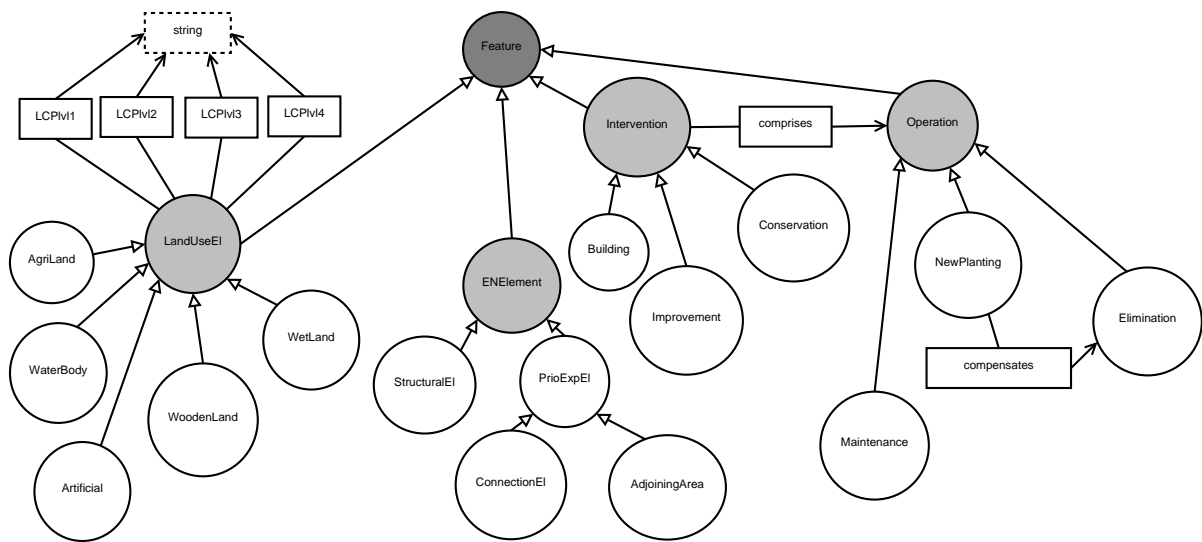 string
Feature
LCPlvl1
LCPlvl2
LCPlvl3
LCPlvl4
Intervention
comprises
Operation
LandUseEl
AgriLand
WaterBody
Artificial
WoodenLand
WetLand
ENElement
StructuralEl
PrioExpEl
ConnectionEl
AdjoiningArea
Building
Improvement
Conservation
NewPlanting
compensates
Elimination
Maintenance